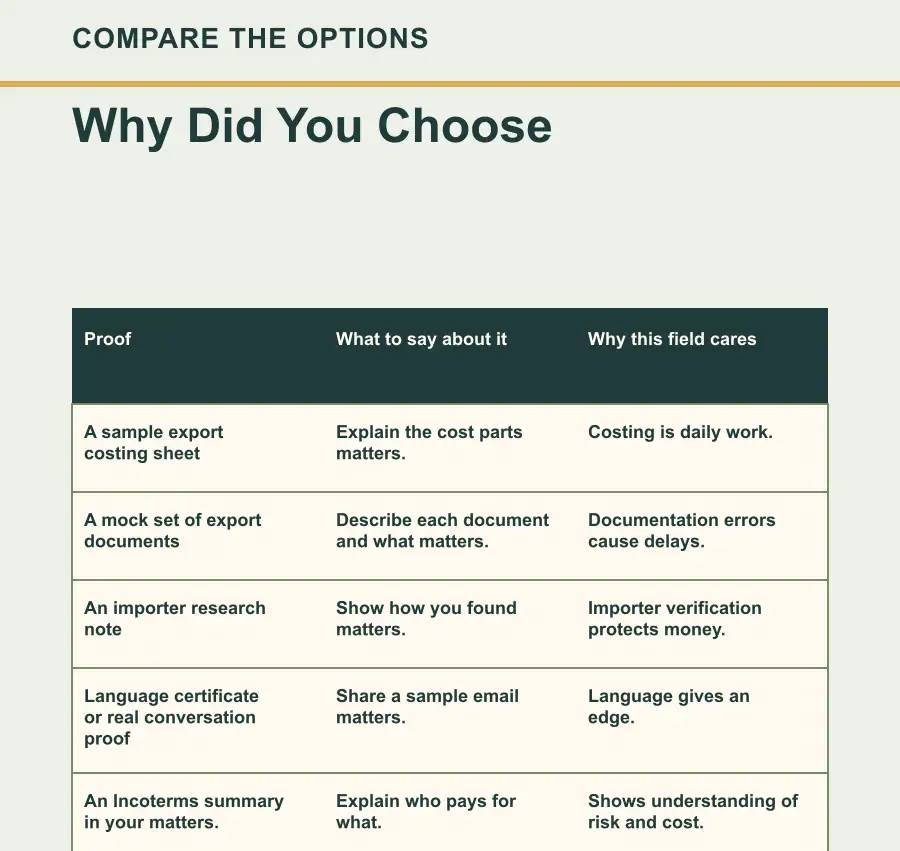 COMPARE THE OPTIONS
Why Did You Choose
Proof What to say about it Why this field cares
A sample export
costing sheet
Explain the cost parts
matters.
Costing is daily work.
A mock set of export
documents
Describe each document
and what matters.
Documentation errors
cause delays.
An importer research
note
Show how you found
matters.
Importer verification
protects money.
Language certificate
or real conversation
proof
Share a sample email
matters.
Language gives an
edge.
An Incoterms summary
in your matters.
Explain who pays for
what.
Shows understanding of
risk and cost.